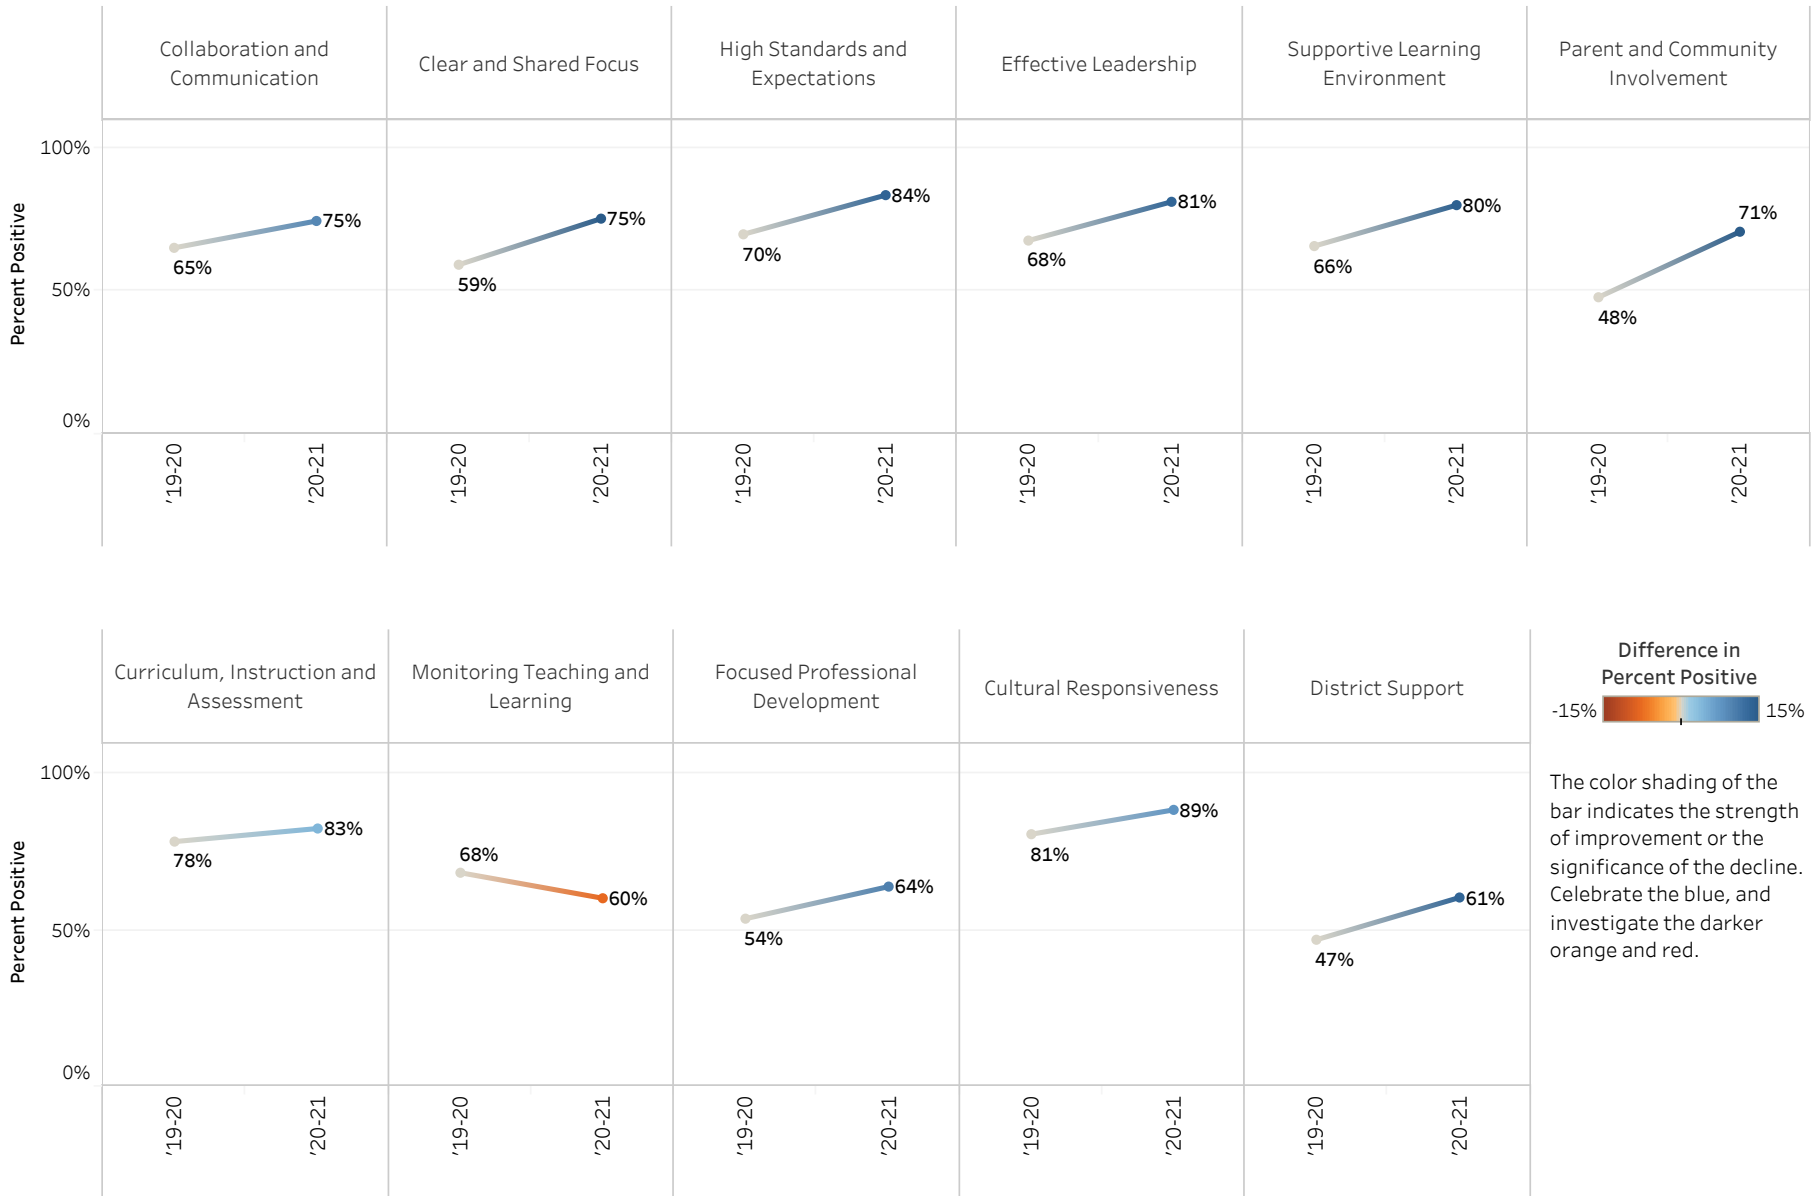 Collaboration and
Communication
Clear and Shared Focus
High Standards and
Expectations
Effective Leadership
Supportive Learning
Environment
Parent and Community
Involvement
Percent Positive
100%
50%
0%
65%
75%
59%
75%
70%
84%
68%
81%
66%
80%
48%
71%
'19-20
'20-21
'19-20
'20-21
'19-20
'20-21
'19-20
'20-21
'19-20
'20-21
'19-20
'20-21
Curriculum, Instruction and
Assessment
Monitoring Teaching and
Learning
Focused Professional
Development
Cultural Responsiveness
District Support
Percent Positive
100%
50%
0%
78%
83%
68%
60%
54%
64%
81%
89%
47%
61%
'19-20
'20-21
'19-20
'20-21
'19-20
'20-21
'19-20
'20-21
'19-20
'20-21
Difference in
Percent Positive
-15% 15%
The color shading of the
bar indicates the strength
of improvement or the
significance of the decline.
Celebrate the blue, and
investigate the darker
orange and red.